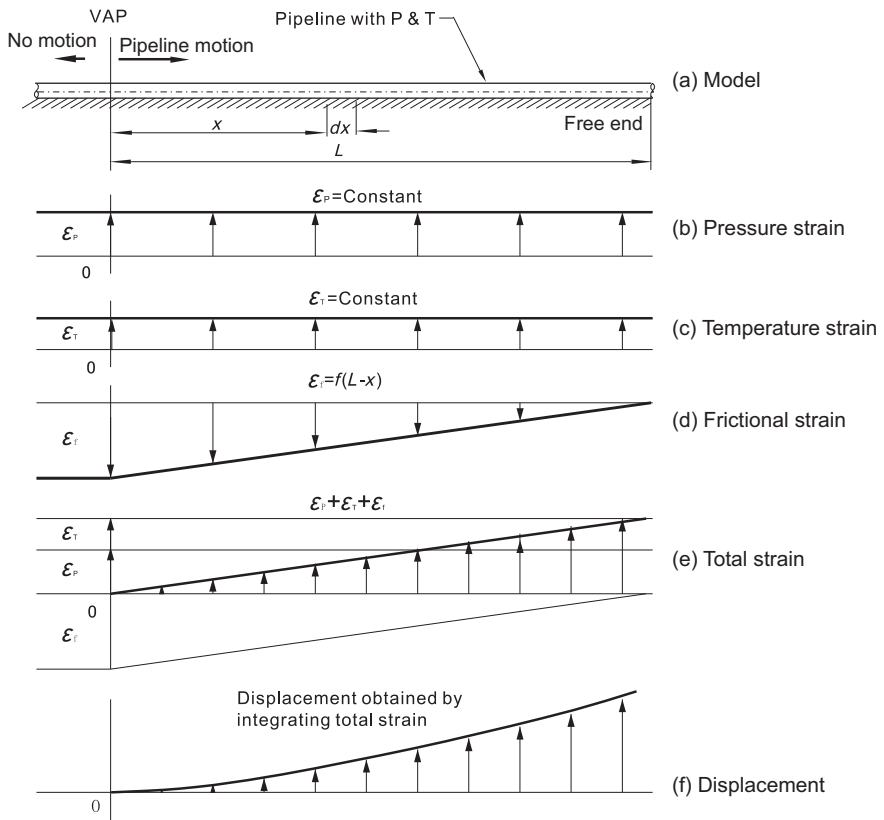 VAP
Pipeline with P & T
No motion
Pipeline motion
(a) Model
x
dx
Free end
L
εP=Constant
εP
(b) Pressure strain
0
εT=Constant
εT
(c) Temperature strain
0
εf=f(L-x)
εf
(d) Frictional strain
εP+εT+εf
εT
εP
(e) Total strain
0
εf
Displacement obtained by
integrating total strain
0
(f) Displacement